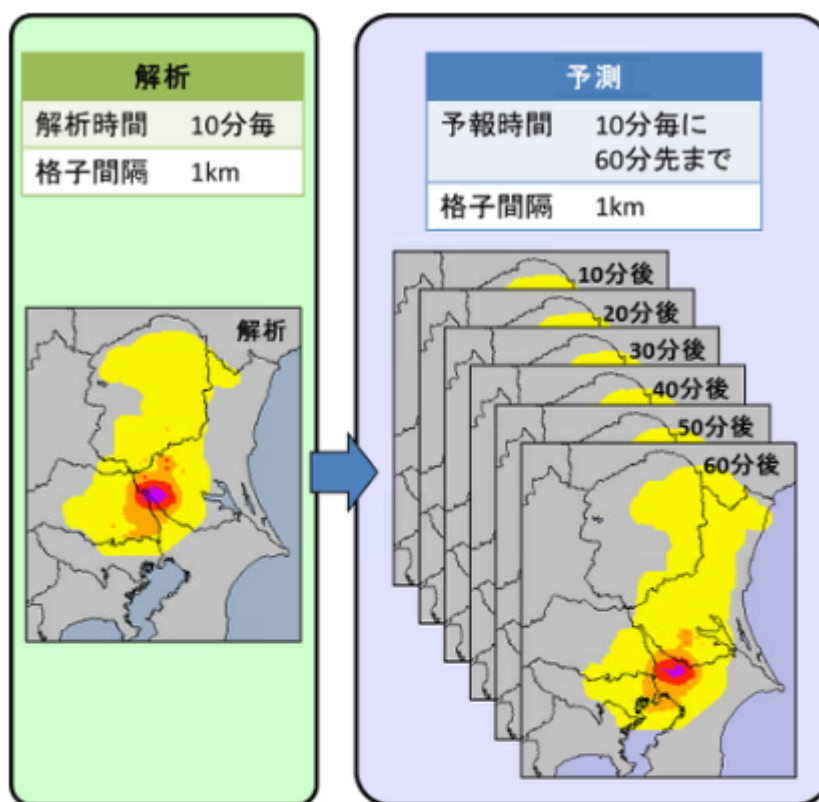 解析
解析時間 10分毎
格子間隔 1km
解析
予測
予報時間 10分毎に
60分先まで
格子間隔 1km
10分後
20分後
30分後
40分後
50分後
60分後